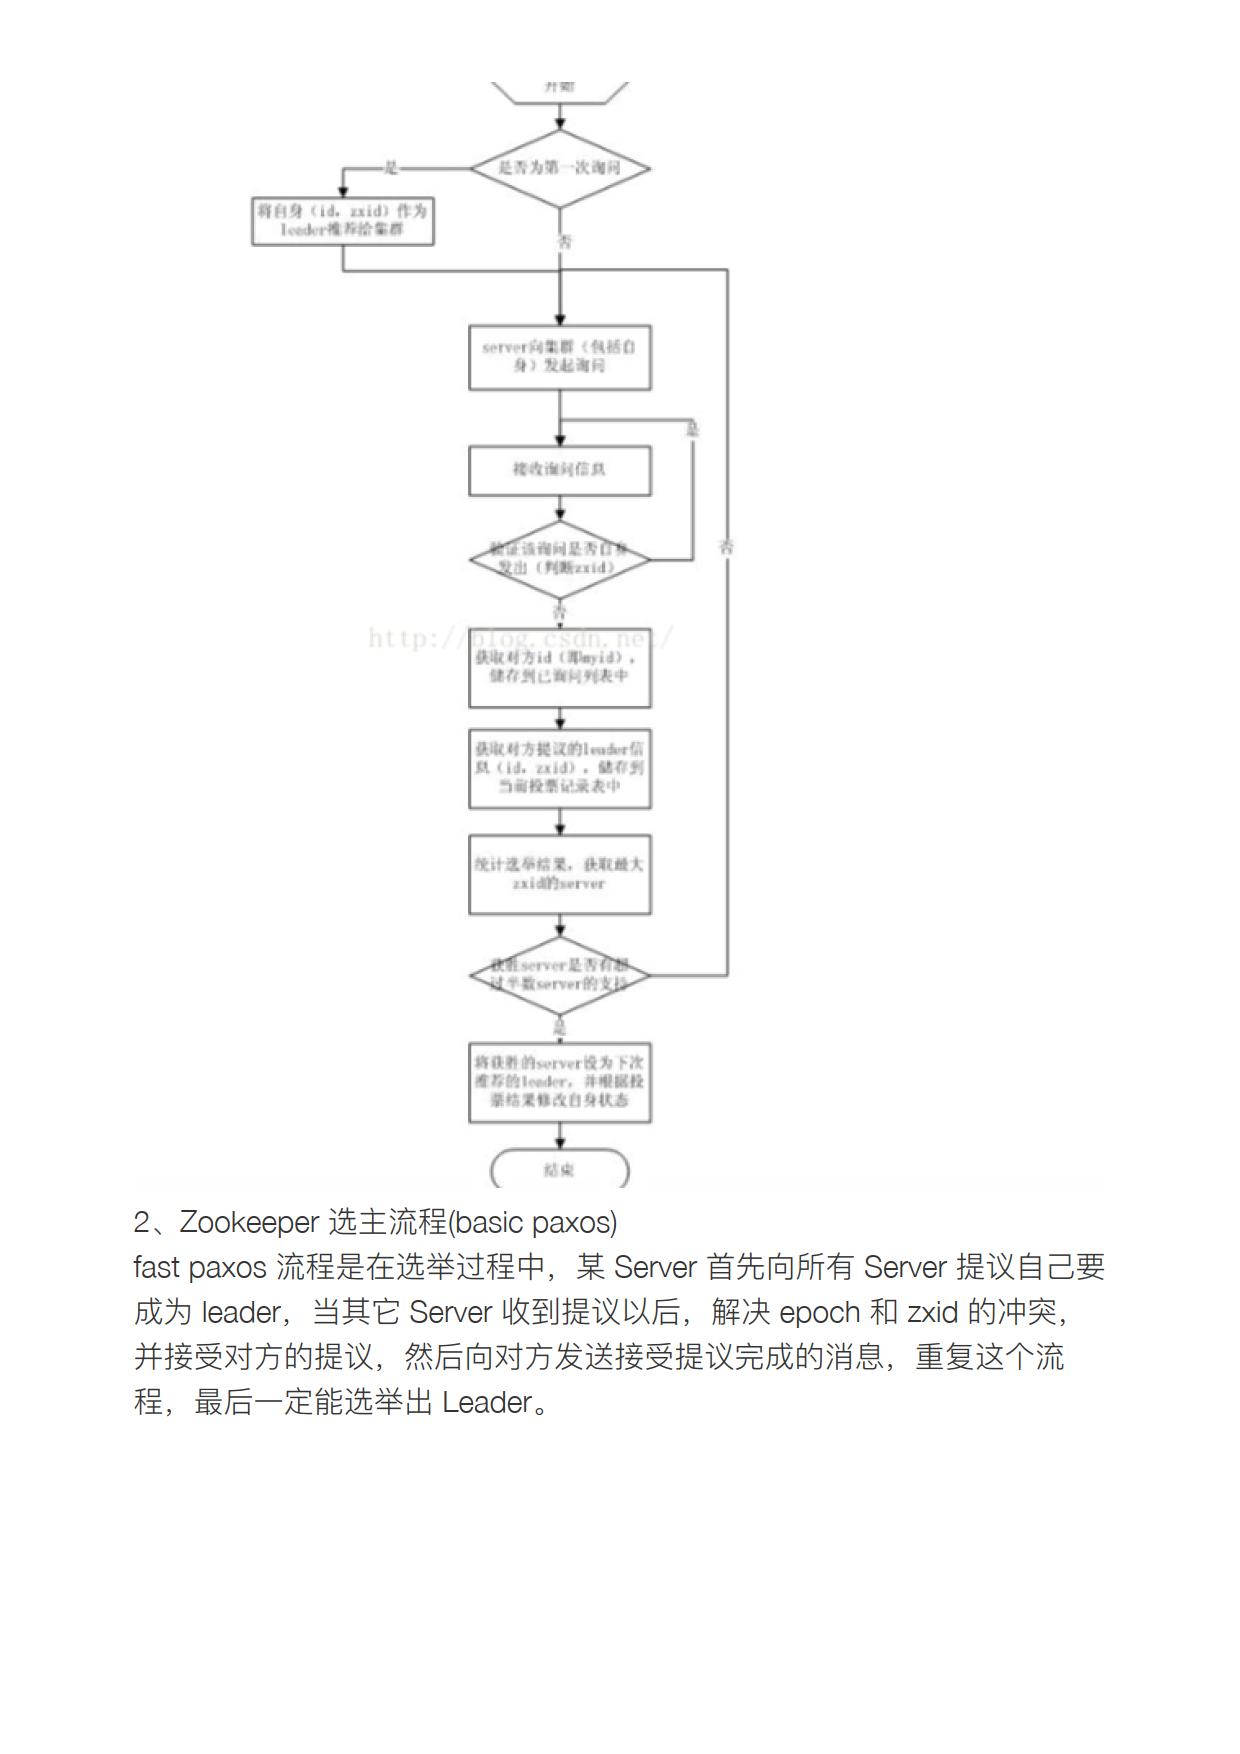 开始
是否为第一次询问
是
将自身（id，zxid）作为
leader推荐给集群
否
server向集群（包括自
身）发起询问
是
接收询问信息
验证该询问是否自身
发出（判断zxid）
否
否
http://blog.csdn.net/
获取对方id（即myid），
储存到已询问列表中
获取对方提议的leader信
息（id，zxid），储存到
当前投票记录表中
统计选举结果，获取最大
zxid的server
获胜server是否有超
过半数server的支持
是
将获胜的server设为下次
推荐的leader，并根据投
票结果修改自身状态
结束
2、Zookeeper 选主流程(basic paxos)
fast paxos 流程是在选举过程中，某 Server 首先向所有 Server 提议自己要
成为 leader，当其它 Server 收到提议以后，解决 epoch 和 zxid 的冲突，
并接受对方的提议，然后向对方发送接受提议完成的消息，重复这个流
程，最后一定能选举出 Leader。